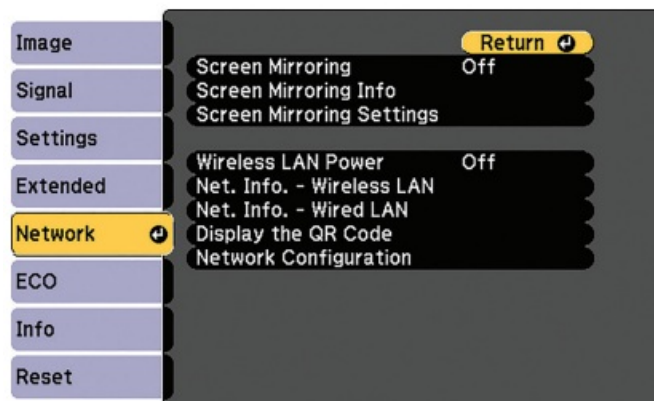 Image
Signal
Settings
Extended
Network
ECO
Info
Reset
Return
Screen Mirroring Off
Screen Mirroring Info
Screen Mirroring Settings
Wireless LAN Power Off
Net. Info. - Wireless LAN
Net. Info. - Wired LAN
Display the QR Code
Network Configuration